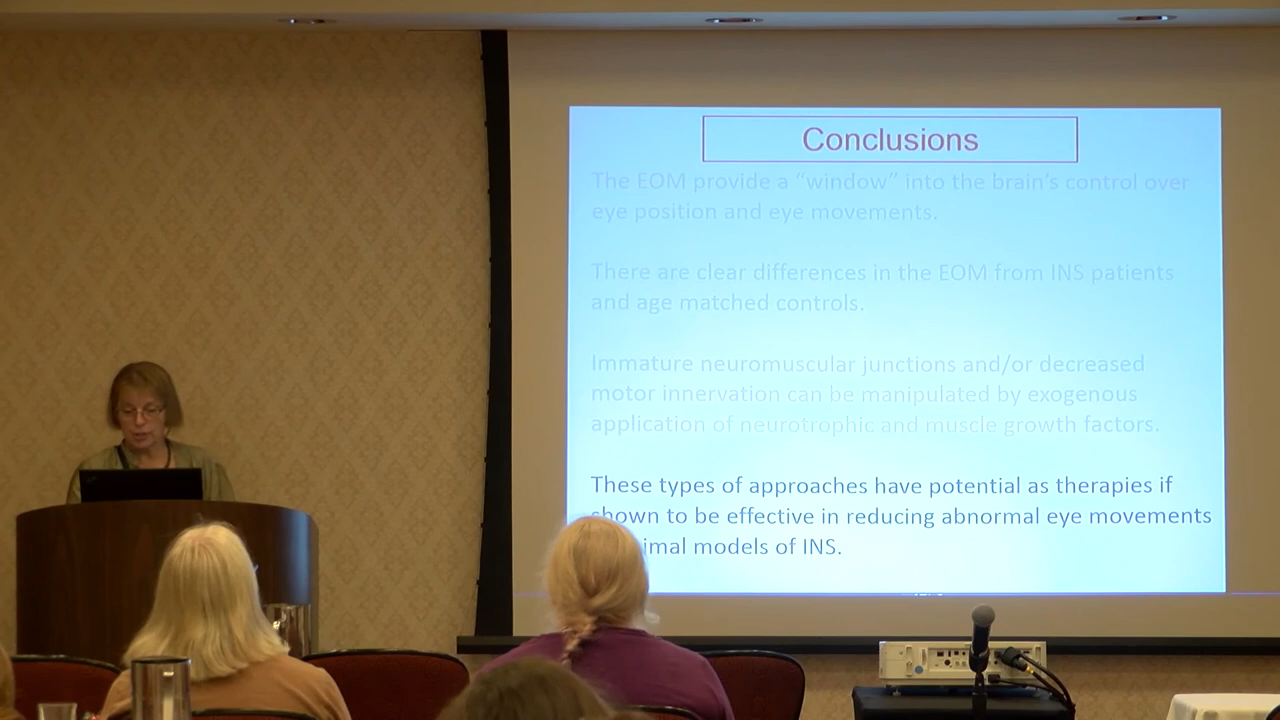 Conclusions
The EOM provide a “window” into the brain’s control over
eye position and eye movements.
There are clear differences in the EOM from INS patients
and age matched controls.
Immature neuromuscular junctions and/or decreased
motor innervation can be manipulated by exogenous
application of neurotrophic and muscle growth factors.
These types of approaches have potential as therapies if
shown to be effective in reducing abnormal eye movements
models of INS.